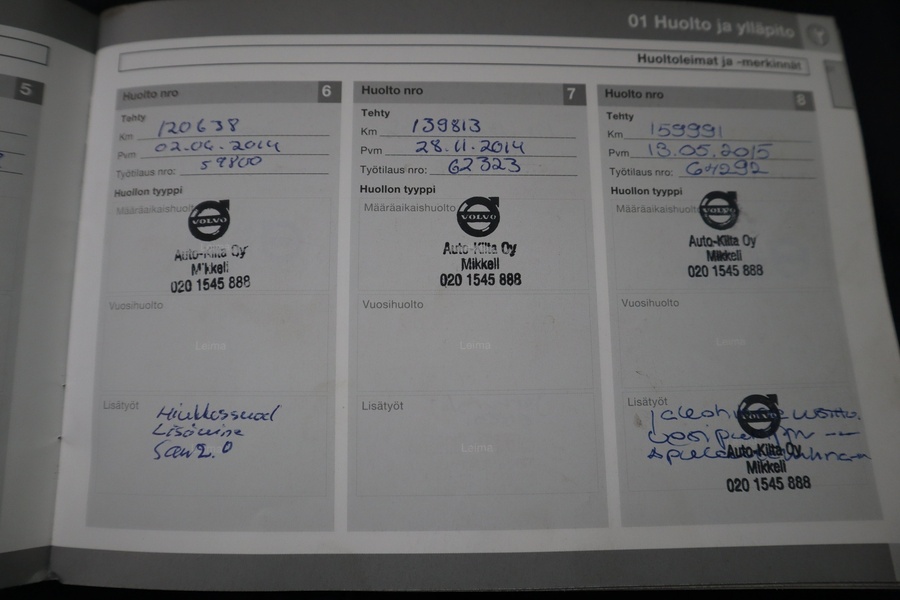 01 Huolto ja ylläpito
Huoltoleimat ja -merkinnät
5
Huolto nro 6
Tehty
Km 120638
Pvm 02.04.2014
Työtilaus nro: 59800
Huollon tyyppi
Määräaikaishuolto
VOLVO
Auto-Kilta Oy
Mikkeli
020 1545 888
Vuosihuolto
Leima
Lisätyöt
Huolto nro 7
Tehty
Km 139813
Pvm 28.11.2014
Työtilaus nro: 62323
Huollon tyyppi
Määräaikaishuolto
VOLVO
Auto-Kilta Oy
Mikkeli
020 1545 888
Vuosihuolto
Leima
Lisätyöt
Leima
Huolto nro 8
Tehty
Km 159991
Pvm 13.05.2015
Työtilaus nro: 64292
Huollon tyyppi
Määräaikaishuolto
VOLVO
Auto-Kilta Oy
Mikkeli
020 1545 888
Vuosihuolto
Leima
Lisätyöt
Auto-Kilta Oy
Mikkeli
020 1545 888